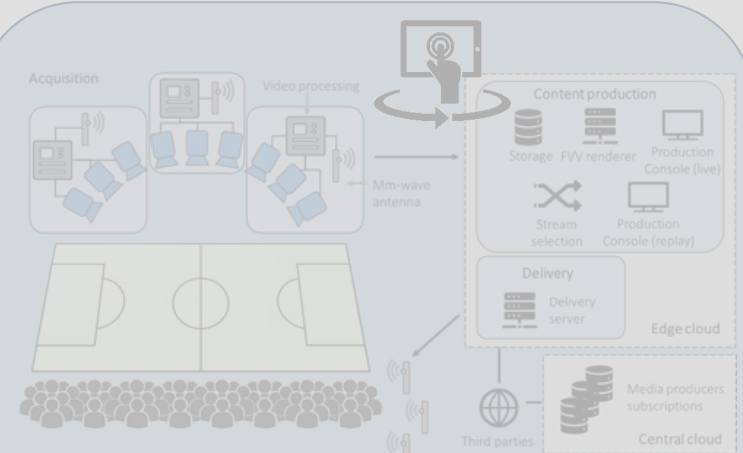 Acquisition
Video processing
Mm-wave
antenna
Content production
Storage
FVV renderer
Production
Console (live)
Stream
selection
Production
Console (replay)
Delivery
Delivery
server
Edge cloud
Third parties
Media producers
subscriptions
Central cloud